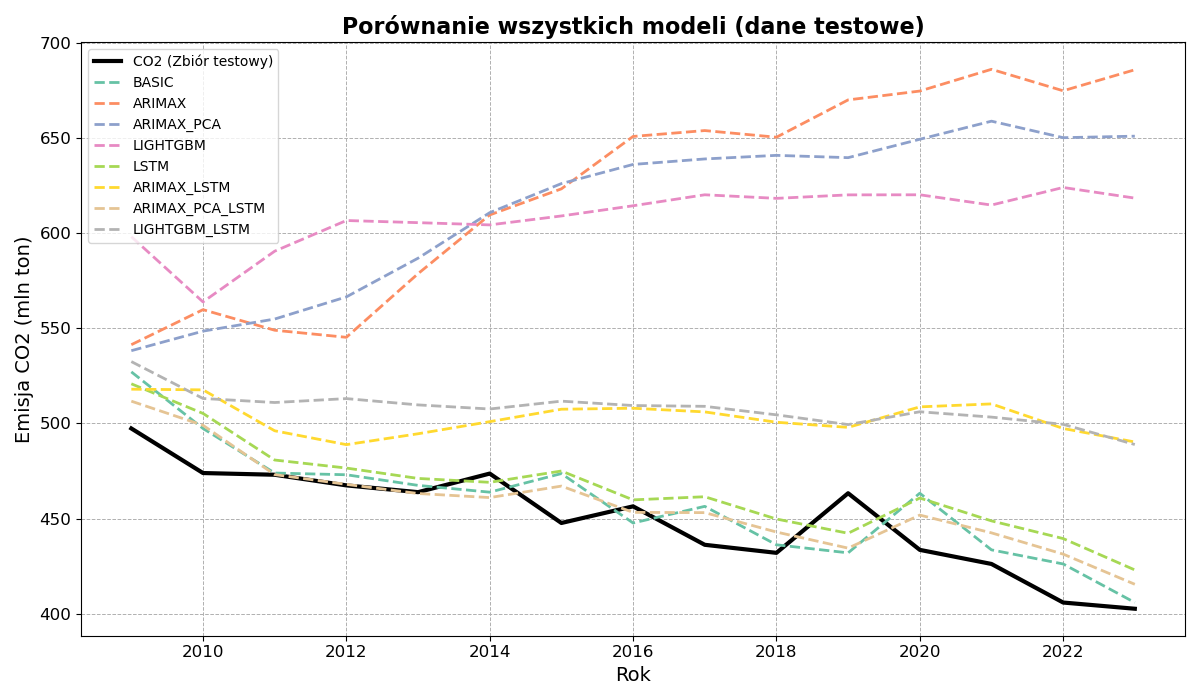 Porównanie wszystkich modeli (dane testowe)
CO2 (Zbiór testowy)
BASIC
ARIMAX
ARIMAX_PCA
LIGHTGBM
LSTM
ARIMAX_LSTM
ARIMAX_PCA_LSTM
LIGHTGBM_LSTM
Emisja CO2 (mln ton)
700
650
600
550
500
450
400
2010 2012 2014 2016 2018 2020 2022
Rok